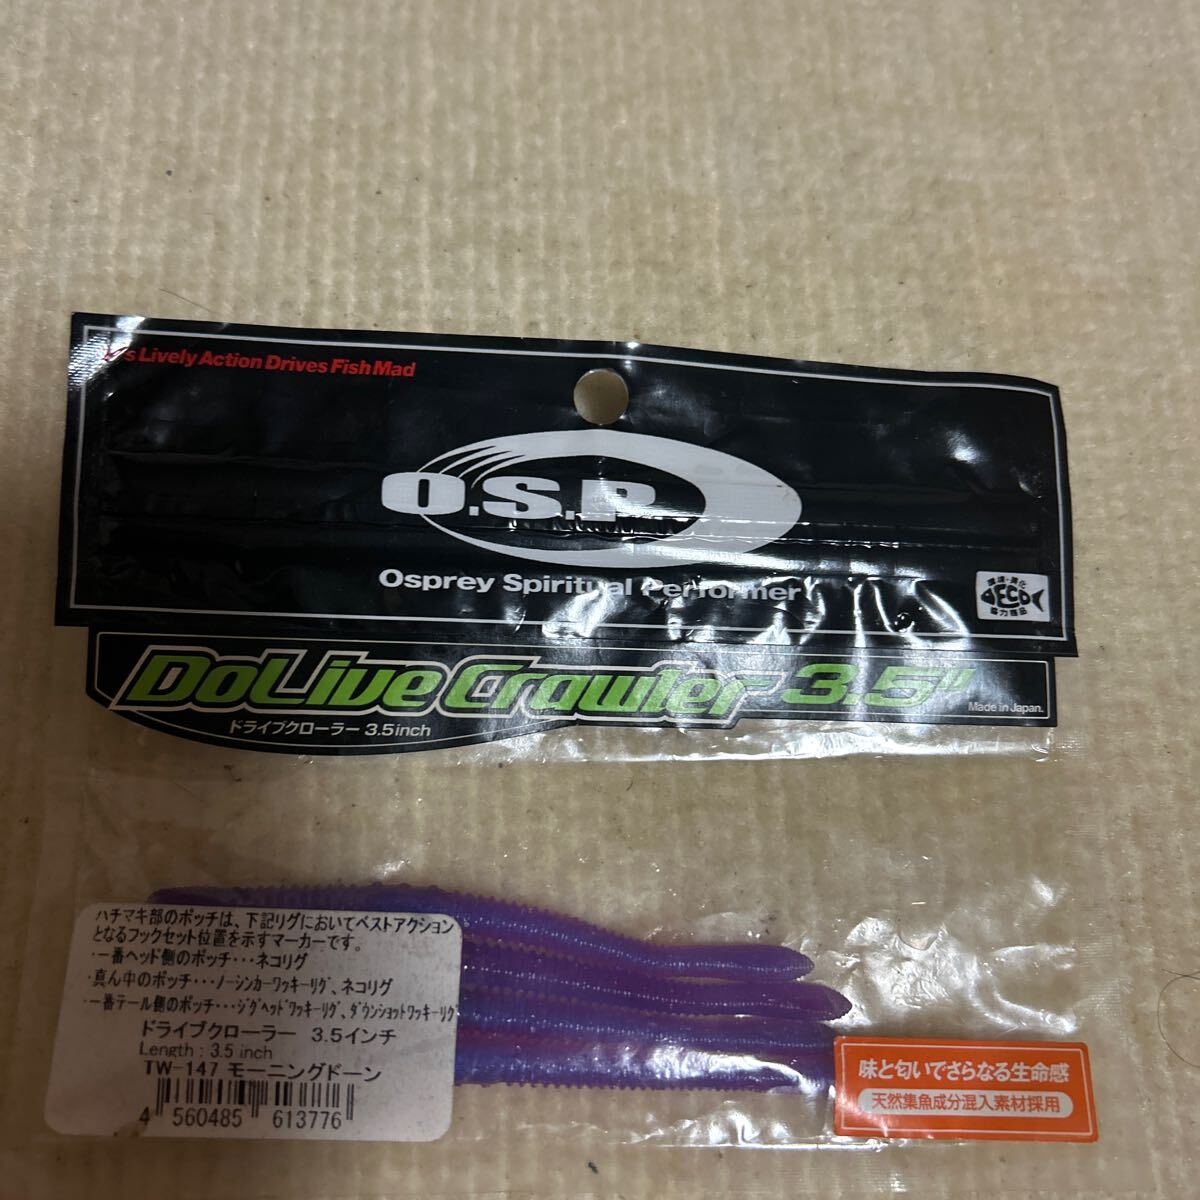 's Lively Action Drives Fish Mad
O.S.P
Osprey Spiritual Performer
環境・美化
ECO
協力商品
DoLive Crawler 3.5"
ドライブクローラー 3.5inch
Made in Japan.
ハチマキ部のポッチは、下記リグにおいてベストアクション
となるフックセット位置を示すマーカーです。
・一番ヘッド側のポッチ・・・ネコリグ
・真ん中のポッチ・・・ノーシンカーワッキーリグ、ネコリグ
・一番テール側のポッチ・・・ジグヘッドワッキーリグ、ダウンショットワッキーリグ
ドライブクローラー 3.5インチ
Length : 3.5 inch
TW-147 モーニングドーン
4 560485 613776
味と匂いでさらなる生命感
天然集魚成分混入素材採用